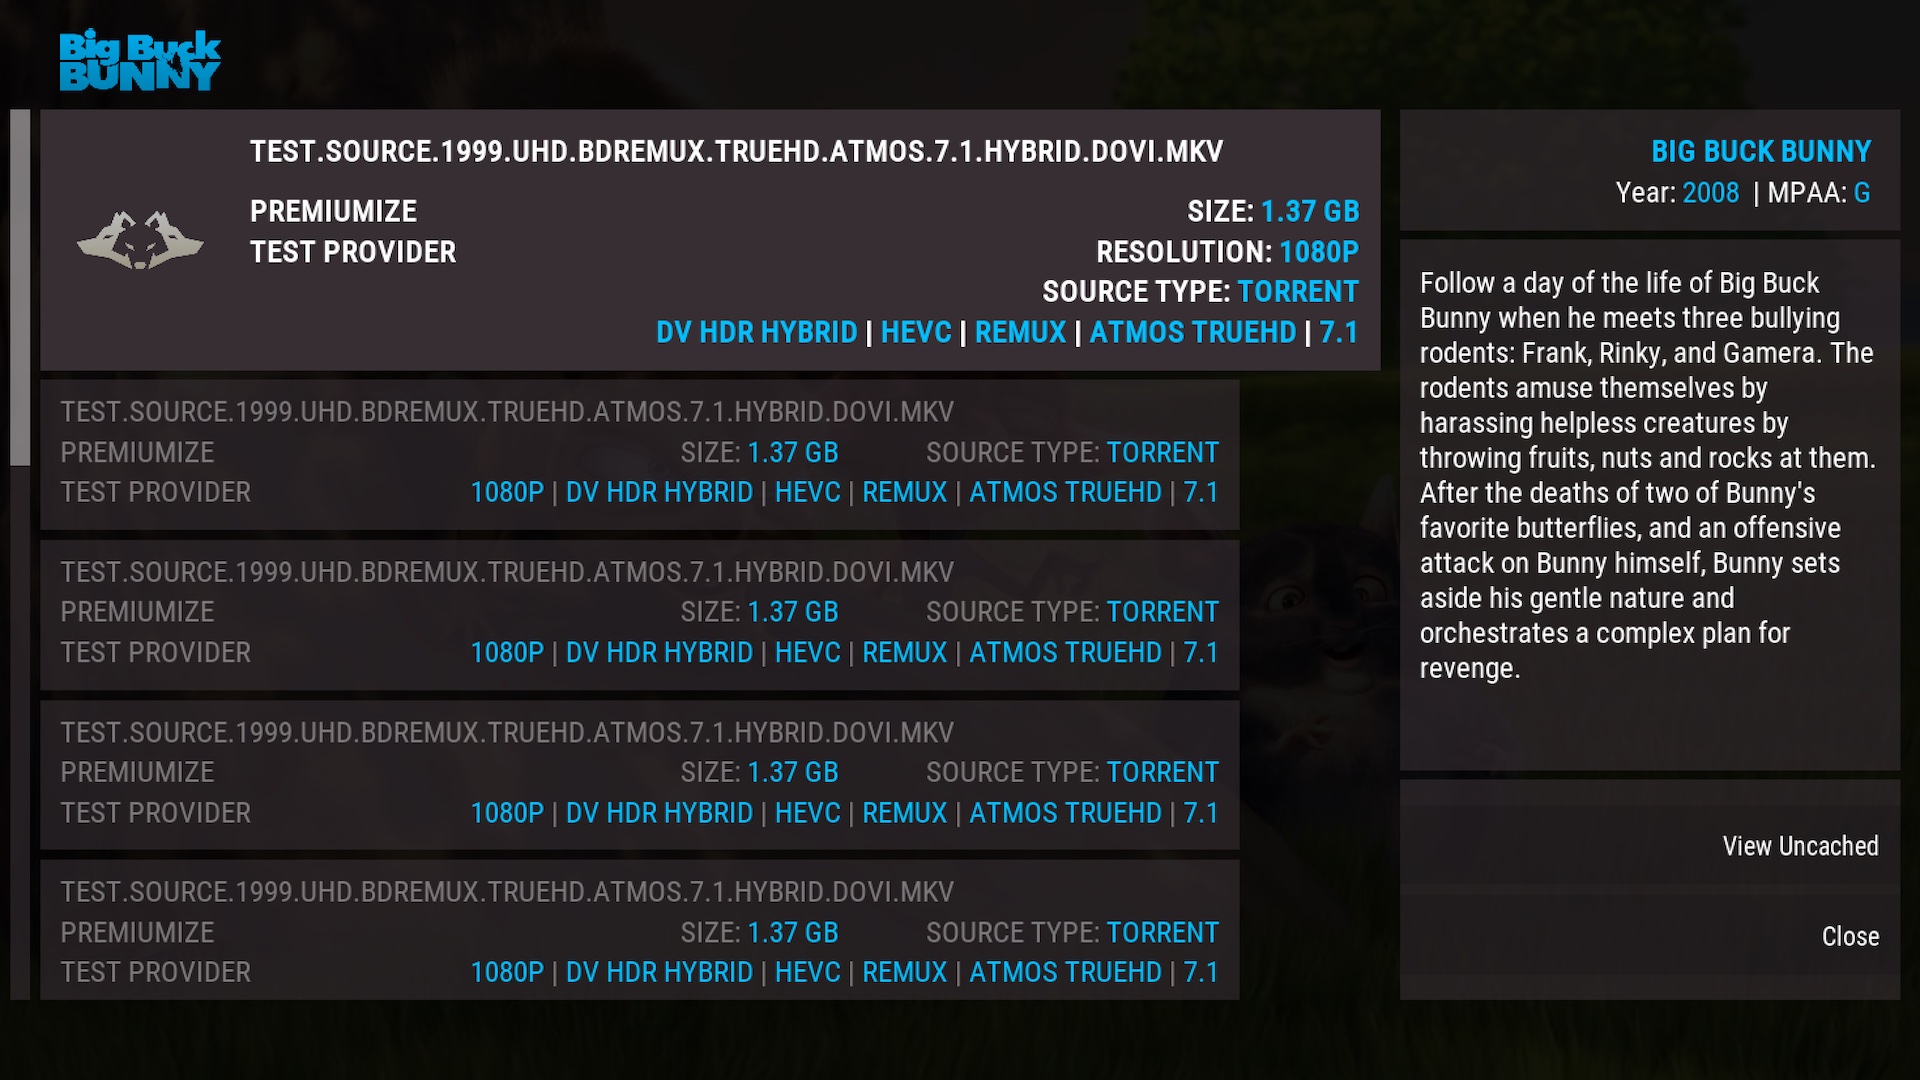 Big Buck
BUNNY
TEST.SOURCE.1999.UHD.BDREMUX.TRUEHD.ATMOS.7.1.HYBRID.DOVI.MKV
PREMIUMIZE SIZE: 1.37 GB
TEST PROVIDER RESOLUTION: 1080P
SOURCE TYPE: TORRENT
DV HDR HYBRID | HEVC | REMUX | ATMOS TRUEHD | 7.1
TEST.SOURCE.1999.UHD.BDREMUX.TRUEHD.ATMOS.7.1.HYBRID.DOVI.MKV
PREMIUMIZE SIZE: 1.37 GB SOURCE TYPE: TORRENT
TEST PROVIDER 1080P | DV HDR HYBRID | HEVC | REMUX | ATMOS TRUEHD | 7.1
TEST.SOURCE.1999.UHD.BDREMUX.TRUEHD.ATMOS.7.1.HYBRID.DOVI.MKV
PREMIUMIZE SIZE: 1.37 GB SOURCE TYPE: TORRENT
TEST PROVIDER 1080P | DV HDR HYBRID | HEVC | REMUX | ATMOS TRUEHD | 7.1
TEST.SOURCE.1999.UHD.BDREMUX.TRUEHD.ATMOS.7.1.HYBRID.DOVI.MKV
PREMIUMIZE SIZE: 1.37 GB SOURCE TYPE: TORRENT
TEST PROVIDER 1080P | DV HDR HYBRID | HEVC | REMUX | ATMOS TRUEHD | 7.1
TEST.SOURCE.1999.UHD.BDREMUX.TRUEHD.ATMOS.7.1.HYBRID.DOVI.MKV
PREMIUMIZE SIZE: 1.37 GB SOURCE TYPE: TORRENT
TEST PROVIDER 1080P | DV HDR HYBRID | HEVC | REMUX | ATMOS TRUEHD | 7.1
BIG BUCK BUNNY
Year: 2008 | MPAA: G
Follow a day of the life of Big Buck
Bunny when he meets three bullying
rodents: Frank, Rinky, and Gamera. The
rodents amuse themselves by
harassing helpless creatures by
throwing fruits, nuts and rocks at them.
After the deaths of two of Bunny's
favorite butterflies, and an offensive
attack on Bunny himself, Bunny sets
aside his gentle nature and
orchestrates a complex plan for
revenge.
View Uncached
Close